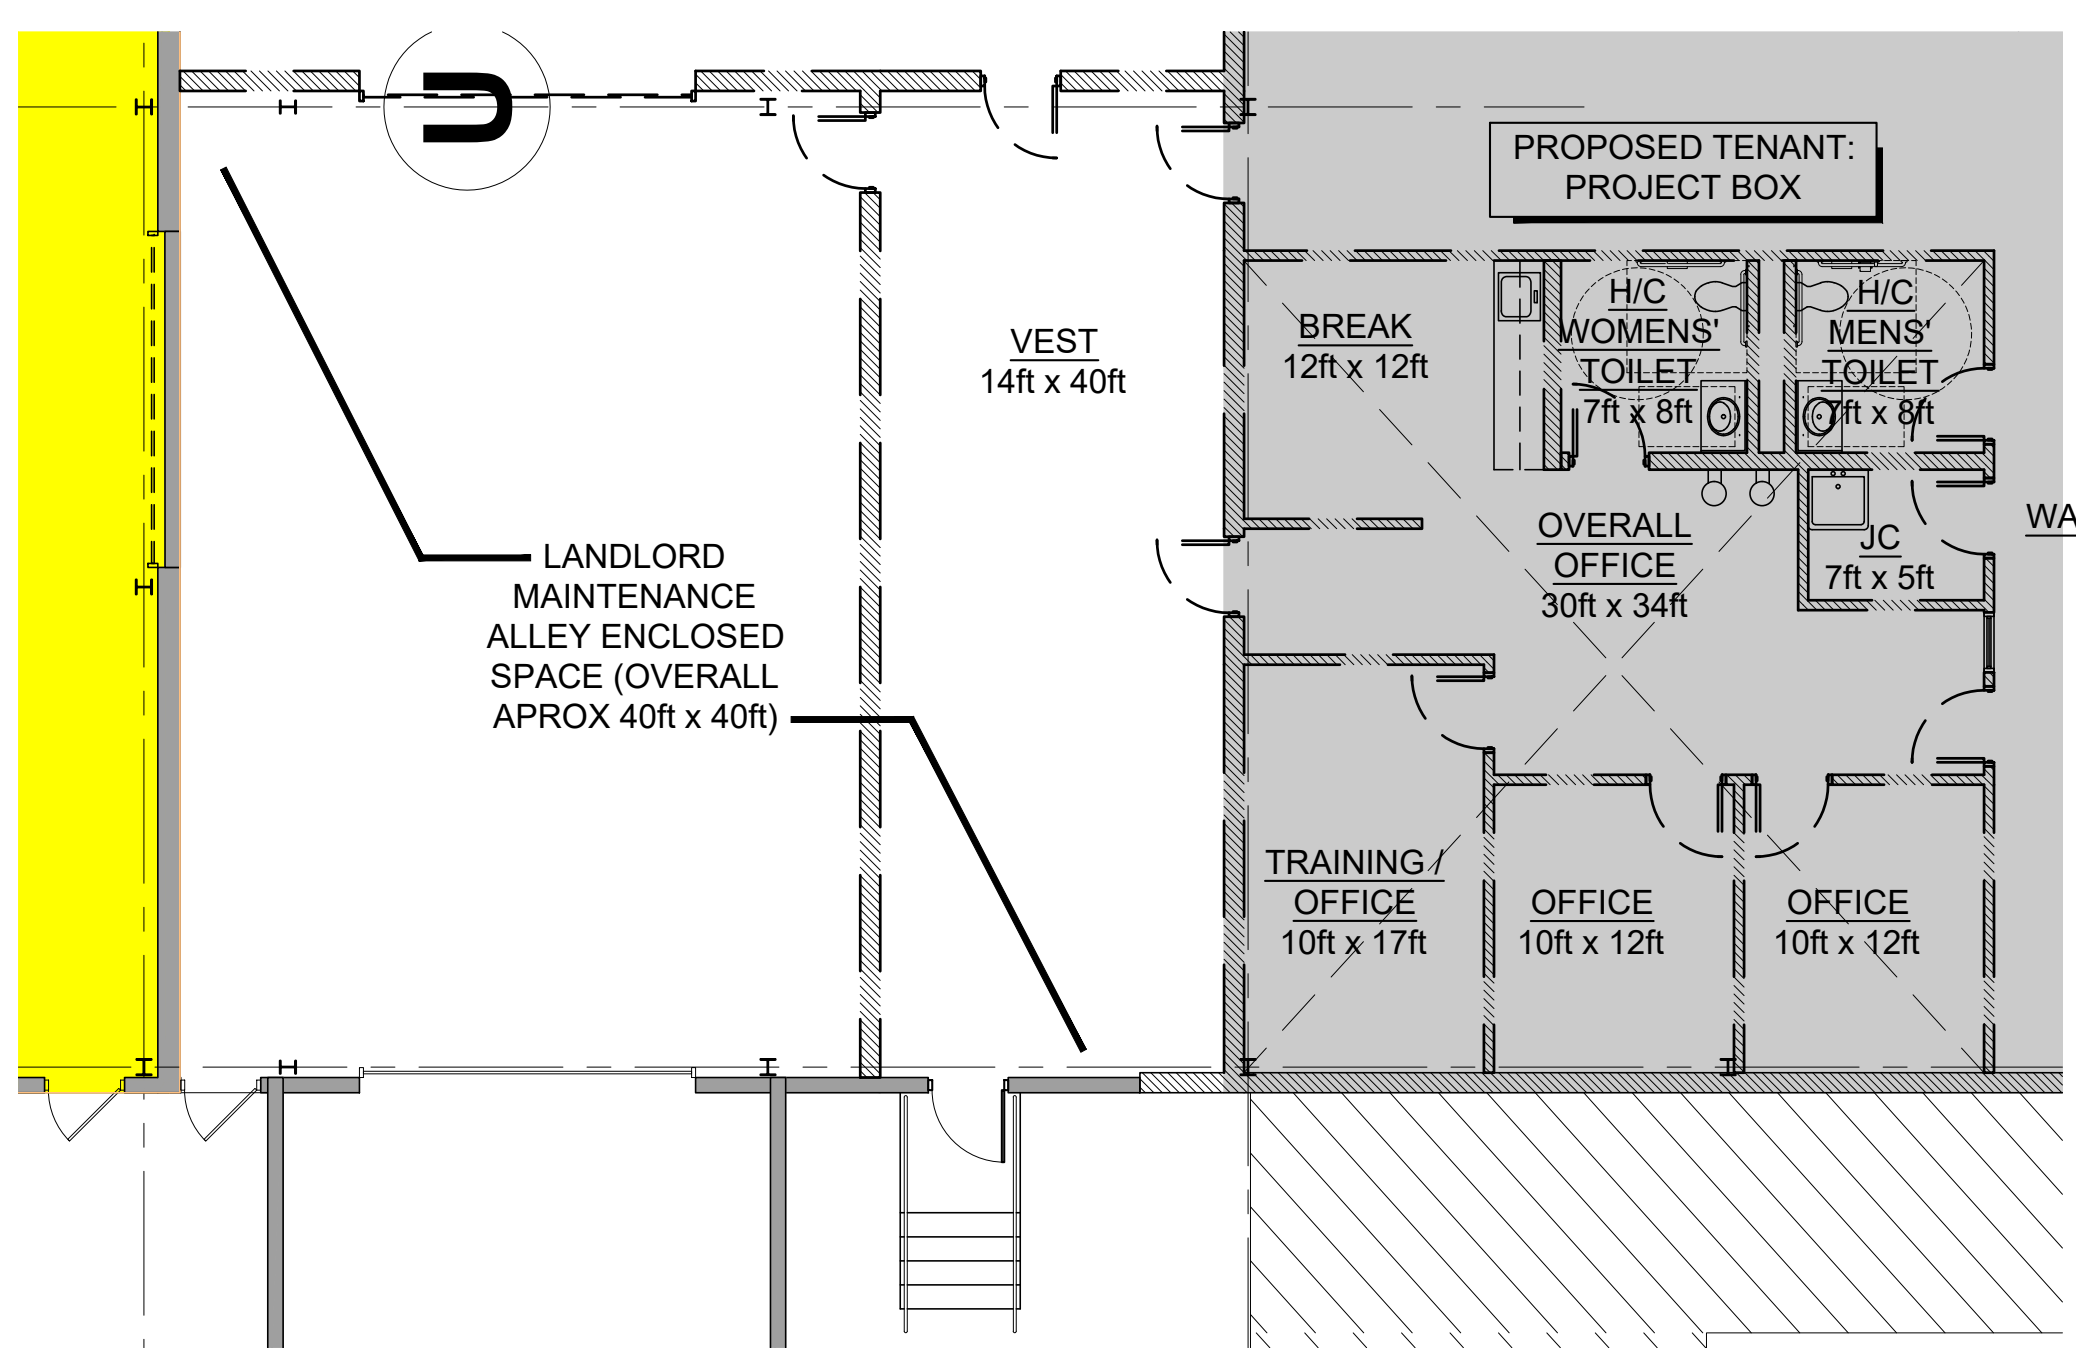 U
PROPOSED TENANT:
PROJECT BOX
VEST
14ft x 40ft
BREAK
12ft x 12ft
H/C
WOMENS'
TOILET
7ft x 8ft
H/C
MENS'
TOILET
7ft x 8ft
LANDLORD
MAINTENANCE
ALLEY ENCLOSED
SPACE (OVERALL
APROX 40ft x 40ft)
OVERALL
OFFICE
30ft x 34ft
JC
7ft x 5ft
WA
TRAINING /
OFFICE
10ft x 17ft
OFFICE
10ft x 12ft
OFFICE
10ft x 12ft